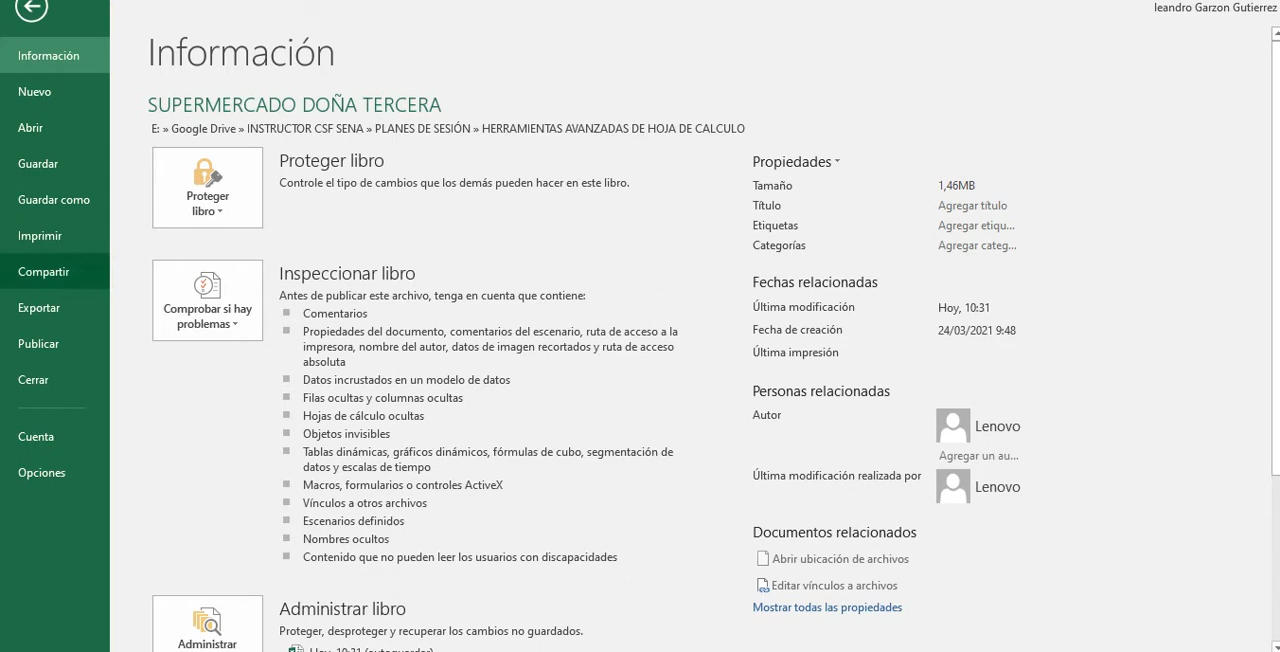 leandro Garzon Gutierrez
Información
Nuevo
Abrir
Guardar
Guardar como
Imprimir
Compartir
Exportar
Publicar
Cerrar
Cuenta
Opciones
Información
SUPERMERCADO DOÑA TERCERA
E: » Google Drive » INSTRUCTOR CSF SENA » PLANES DE SESIÓN » HERRAMIENTAS AVANZADAS DE HOJA DE CALCULO
Proteger
libro
Proteger libro
Controle el tipo de cambios que los demás pueden hacer en este libro.
Comprobar si hay
problemas
Inspeccionar libro
Antes de publicar este archivo, tenga en cuenta que contiene:
Comentarios
Propiedades del documento, comentarios del escenario, ruta de acceso a la
impresora, nombre del autor, datos de imagen recortados y ruta de acceso
absoluta
Datos incrustados en un modelo de datos
Filas ocultas y columnas ocultas
Hojas de cálculo ocultas
Objetos invisibles
Tablas dinámicas, gráficos dinámicos, fórmulas de cubo, segmentación de
datos y escalas de tiempo
Macros, formularios o controles ActiveX
Vínculos a otros archivos
Escenarios definidos
Nombres ocultos
Contenido que no pueden leer los usuarios con discapacidades
Administrar
Administrar libro
Proteger, desproteger y recuperar los cambios no guardados.
Hoy, 10:31 (autoguardar)
Propiedades
Tamaño 1,46MB
Título Agregar título
Etiquetas Agregar etiqu...
Categorías Agregar categ...
Fechas relacionadas
Última modificación Hoy, 10:31
Fecha de creación 24/03/2021 9:48
Última impresión
Personas relacionadas
Autor Lenovo
Agregar un au...
Última modificación realizada por Lenovo
Documentos relacionados
Abrir ubicación de archivos
Editar vínculos a archivos
Mostrar todas las propiedades